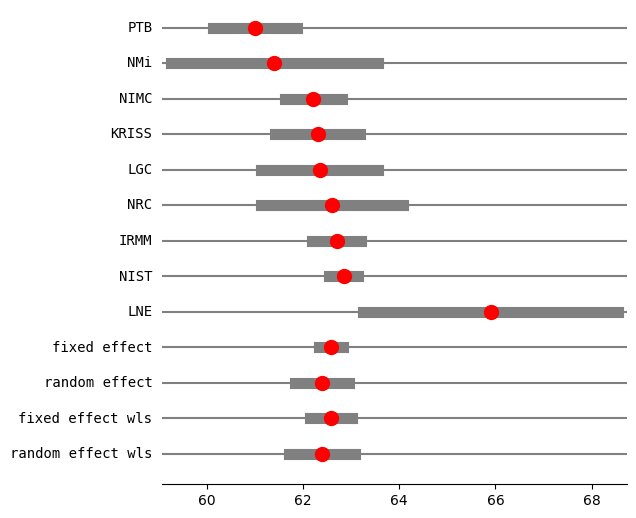 PTB
NMi
NIMC
KRISS
LGC
NRC
IRMM
NIST
LNE
fixed effect
random effect
fixed effect wls
random effect wls
60 62 64 66 68